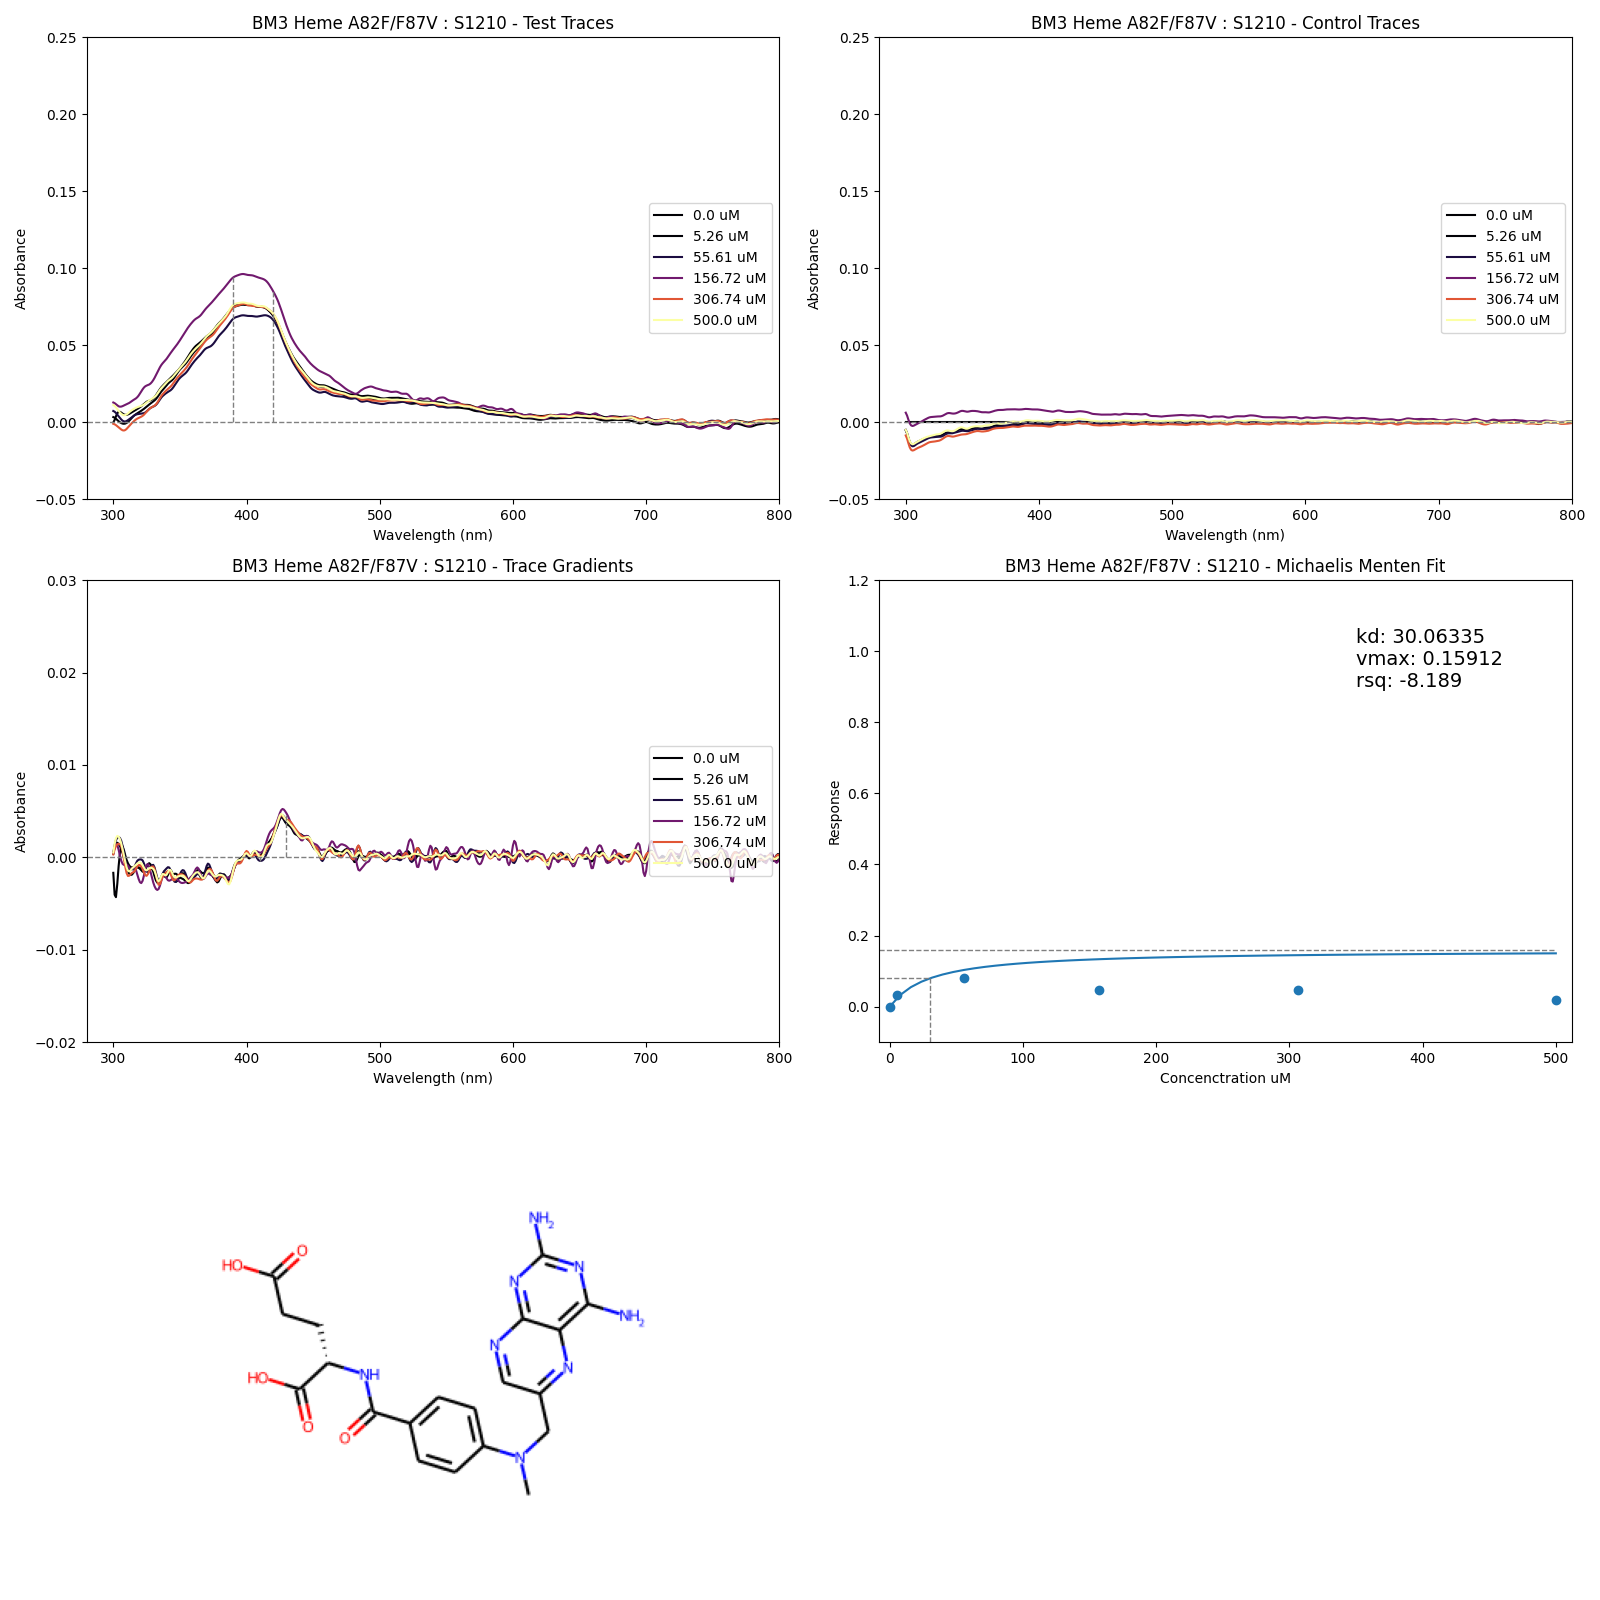 BM3 Heme A82F/F87V : S1210 - Test Traces
Absorbance
0.25
0.20
0.15
0.10
0.05
0.00
−0.05
0.0 uM
5.26 uM
55.61 uM
156.72 uM
306.74 uM
500.0 uM
300
400
500
600
700
800
Wavelength (nm)
BM3 Heme A82F/F87V : S1210 - Control Traces
Absorbance
0.25
0.20
0.15
0.10
0.05
0.00
−0.05
0.0 uM
5.26 uM
55.61 uM
156.72 uM
306.74 uM
500.0 uM
300
400
500
600
700
800
Wavelength (nm)
BM3 Heme A82F/F87V : S1210 - Trace Gradients
Absorbance
0.03
0.02
0.01
0.00
−0.01
−0.02
0.0 uM
5.26 uM
55.61 uM
156.72 uM
306.74 uM
500.0 uM
300
400
500
600
700
800
Wavelength (nm)
BM3 Heme A82F/F87V : S1210 - Michaelis Menten Fit
Response
1.2
1.0
0.8
0.6
0.4
0.2
0.0
kd: 30.06335
vmax: 0.15912
rsq: -8.189
0
100
200
300
400
500
Concenctration uM
NH2
HO
O
N
N
NH2
N
N
HO
NH
O
O
N